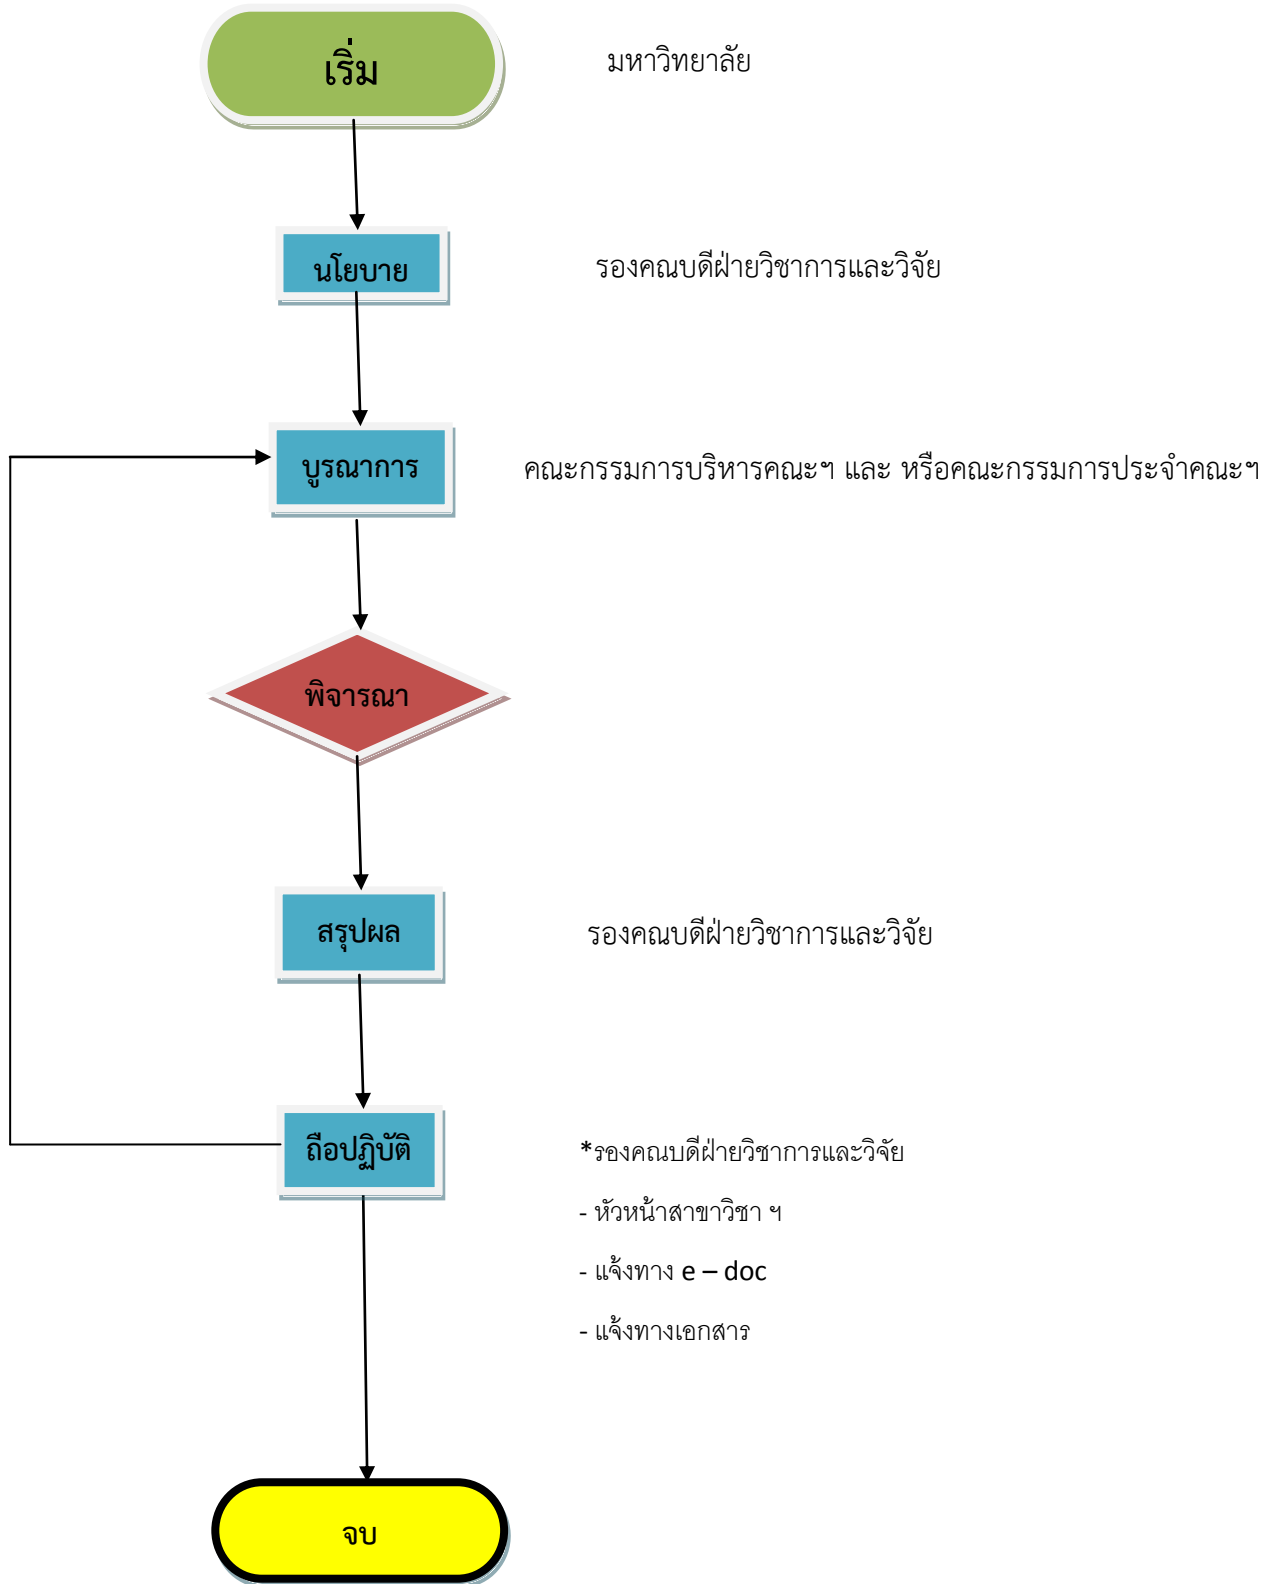 เริ่ม
มหาวิทยาลัย
นโยบาย
รองคณบดีฝ่ายวิชาการและวิจัย
บูรณาการ
คณะกรรมการบริหารคณะฯ และ หรือคณะกรรมการประจำคณะฯ
พิจารณา
สรุปผล
รองคณบดีฝ่ายวิชาการและวิจัย
ถือปฏิบัติ
*รองคณบดีฝ่ายวิชาการและวิจัย
- หัวหน้าสาขาวิชา ฯ
- แจ้งทาง e – doc
- แจ้งทางเอกสาร
จบ